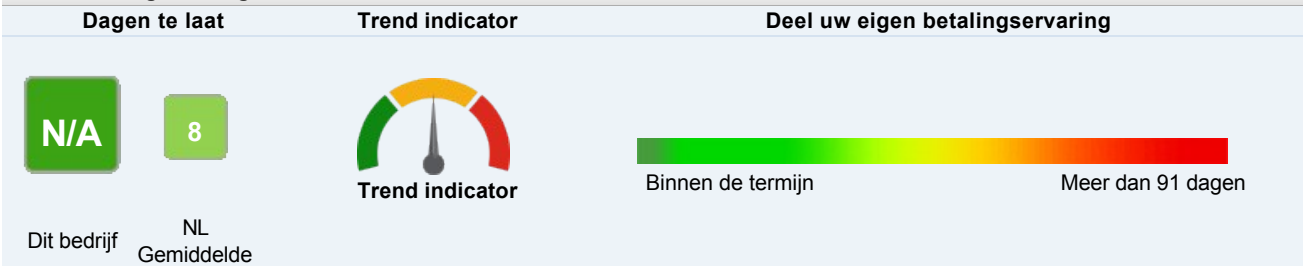 Dagen te laat
Trend indicator
Deel uw eigen betalingservaring
N/A
8
Trend indicator
Binnen de termijn
Meer dan 91 dagen
Dit bedrijf
NL
Gemiddelde